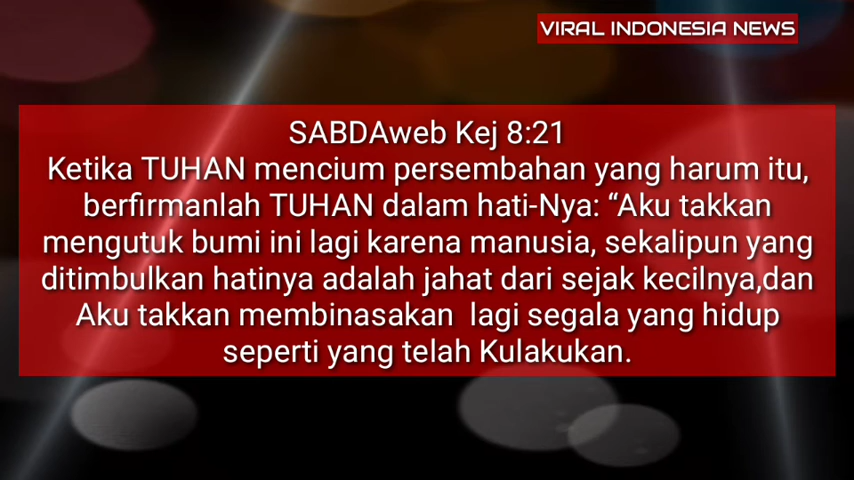 VIRAL INDONESIA NEWS
SABDAweb Kej 8:21
Ketika TUHAN mencium persembahan yang harum itu,
berfirmanlah TUHAN dalam hati-Nya: “Aku takkan
mengutuk bumi ini lagi karena manusia, sekalipun yang
ditimbulkan hatinya adalah jahat dari sejak kecilnya,dan
Aku takkan membinasakan  lagi segala yang hidup
seperti yang telah Kulakukan.